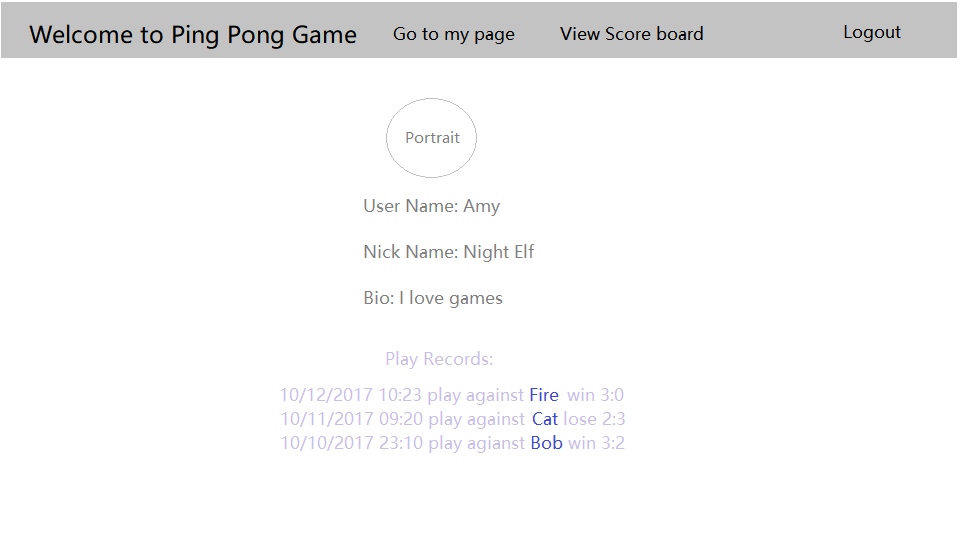 Welcome to Ping Pong Game Go to my page View Score board Logout
Portrait
User Name: Amy
Nick Name: Night Elf
Bio: I love games
Play Records:
10/12/2017 10:23 play against Fire win 3:0
10/11/2017 09:20 play against Cat lose 2:3
10/10/2017 23:10 play agianst Bob win 3:2